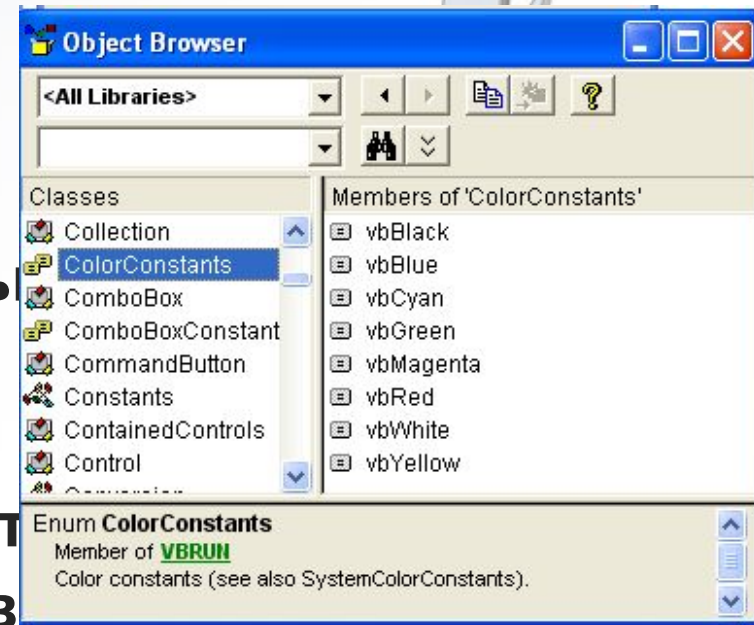 Object Browser
<All Libraries>
Classes
Members of 'ColorConstants'
Collection
ColorConstants
ComboBox
ComboBoxConstant
CommandButton
Constants
ContainedControls
Control
vbBlack
vbBlue
vbCyan
vbGreen
vbMagenta
vbRed
vbWhite
vbYellow
Enum ColorConstants
Member of VBRUN
Color constants (see also SystemColorConstants).